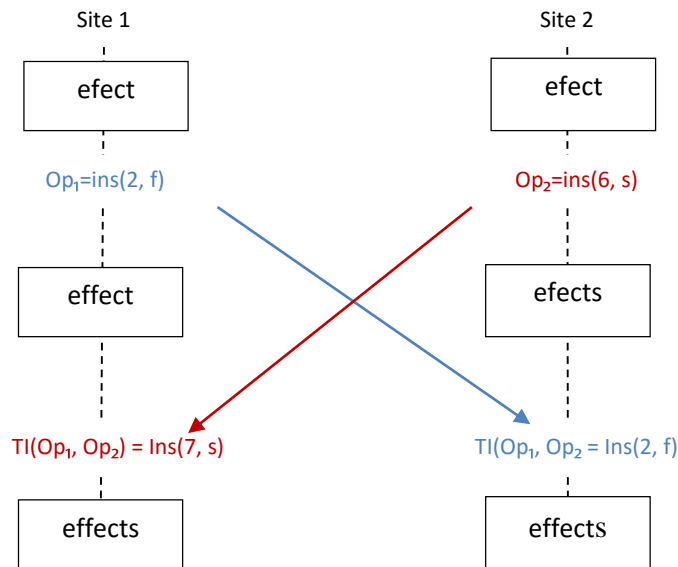 Site 1 Site 2
efect efect
Op₁=ins(2, f) Op₂=ins(6, s)
effect efects
TI(Op₁, Op₂) = Ins(7, s) TI(Op₁, Op₂ = Ins(2, f)
effects effects